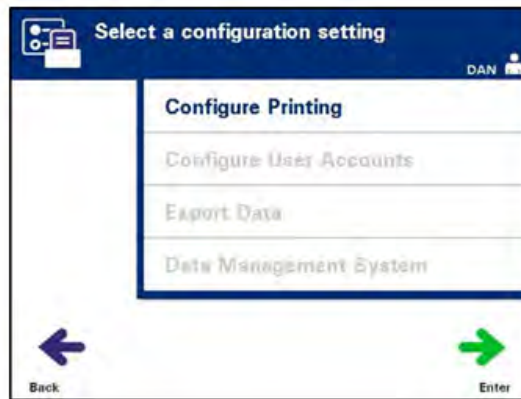 Select a configuration setting
DAN
Configure Printing
Configure User Accounts
Export Data
Data Management System
Back
Enter